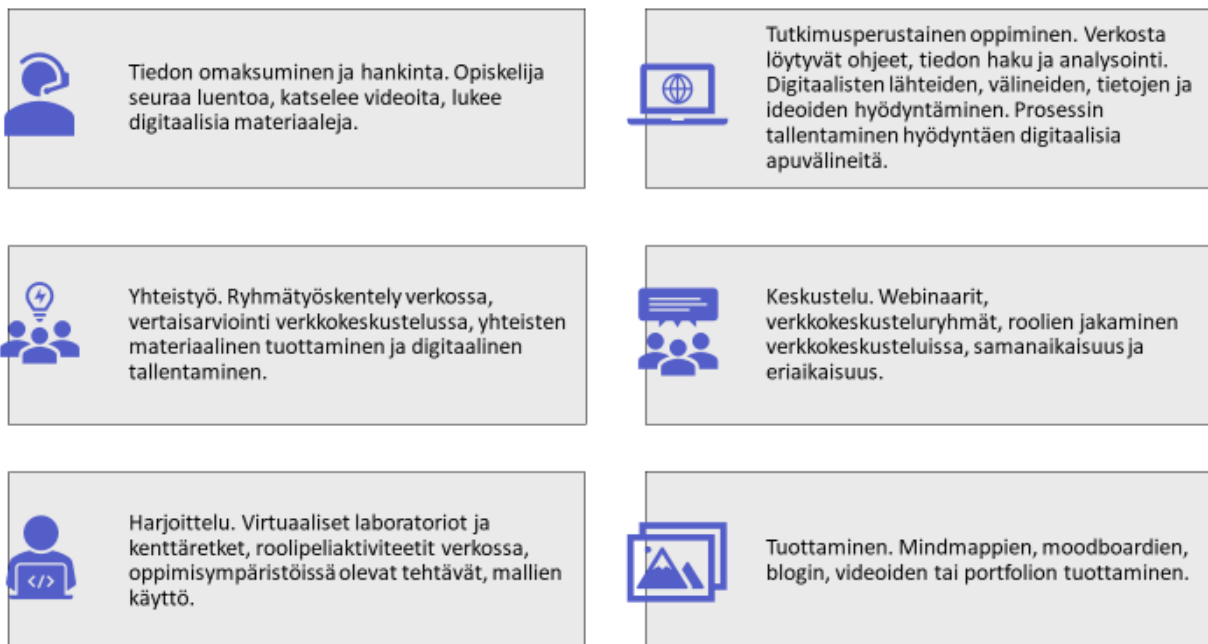 Tiedon omaksuminen ja hankinta. Opiskelija
seuraa luentoa, katselee videoita, lukee
digitaalisia materiaaleja.
Tutkimusperustainen oppiminen. Verkosta
löytyvät ohjeet, tiedon haku ja analysointi.
Digitaalisten lähteiden, välineiden, tietojen ja
ideoiden hyödyntäminen. Prosessin
tallentaminen hyödyntäen digitaalisia
apuvälineitä.
Yhteistyö. Ryhmätyöskentely verkossa,
vertaisarviointi verkkokeskustelussa, yhteisten
materiaalinen tuottaminen ja digitaalinen
tallentaminen.
Keskustelu. Webinaarit,
verkkokeskusteluryhmät, roolien jakaminen
verkkokeskusteluissa, samanaikaisuus ja
eriaikaisuus.
Harjoittelu. Virtuaaliset laboratoriot ja
kenttäretket, roolipeliaktiviteetit verkossa,
oppimisympäristöissä olevat tehtävät, mallien
käyttö.
</>
Tuottaminen. Mindmappien, moodboardien,
blogin, videoiden tai portfolion tuottaminen.